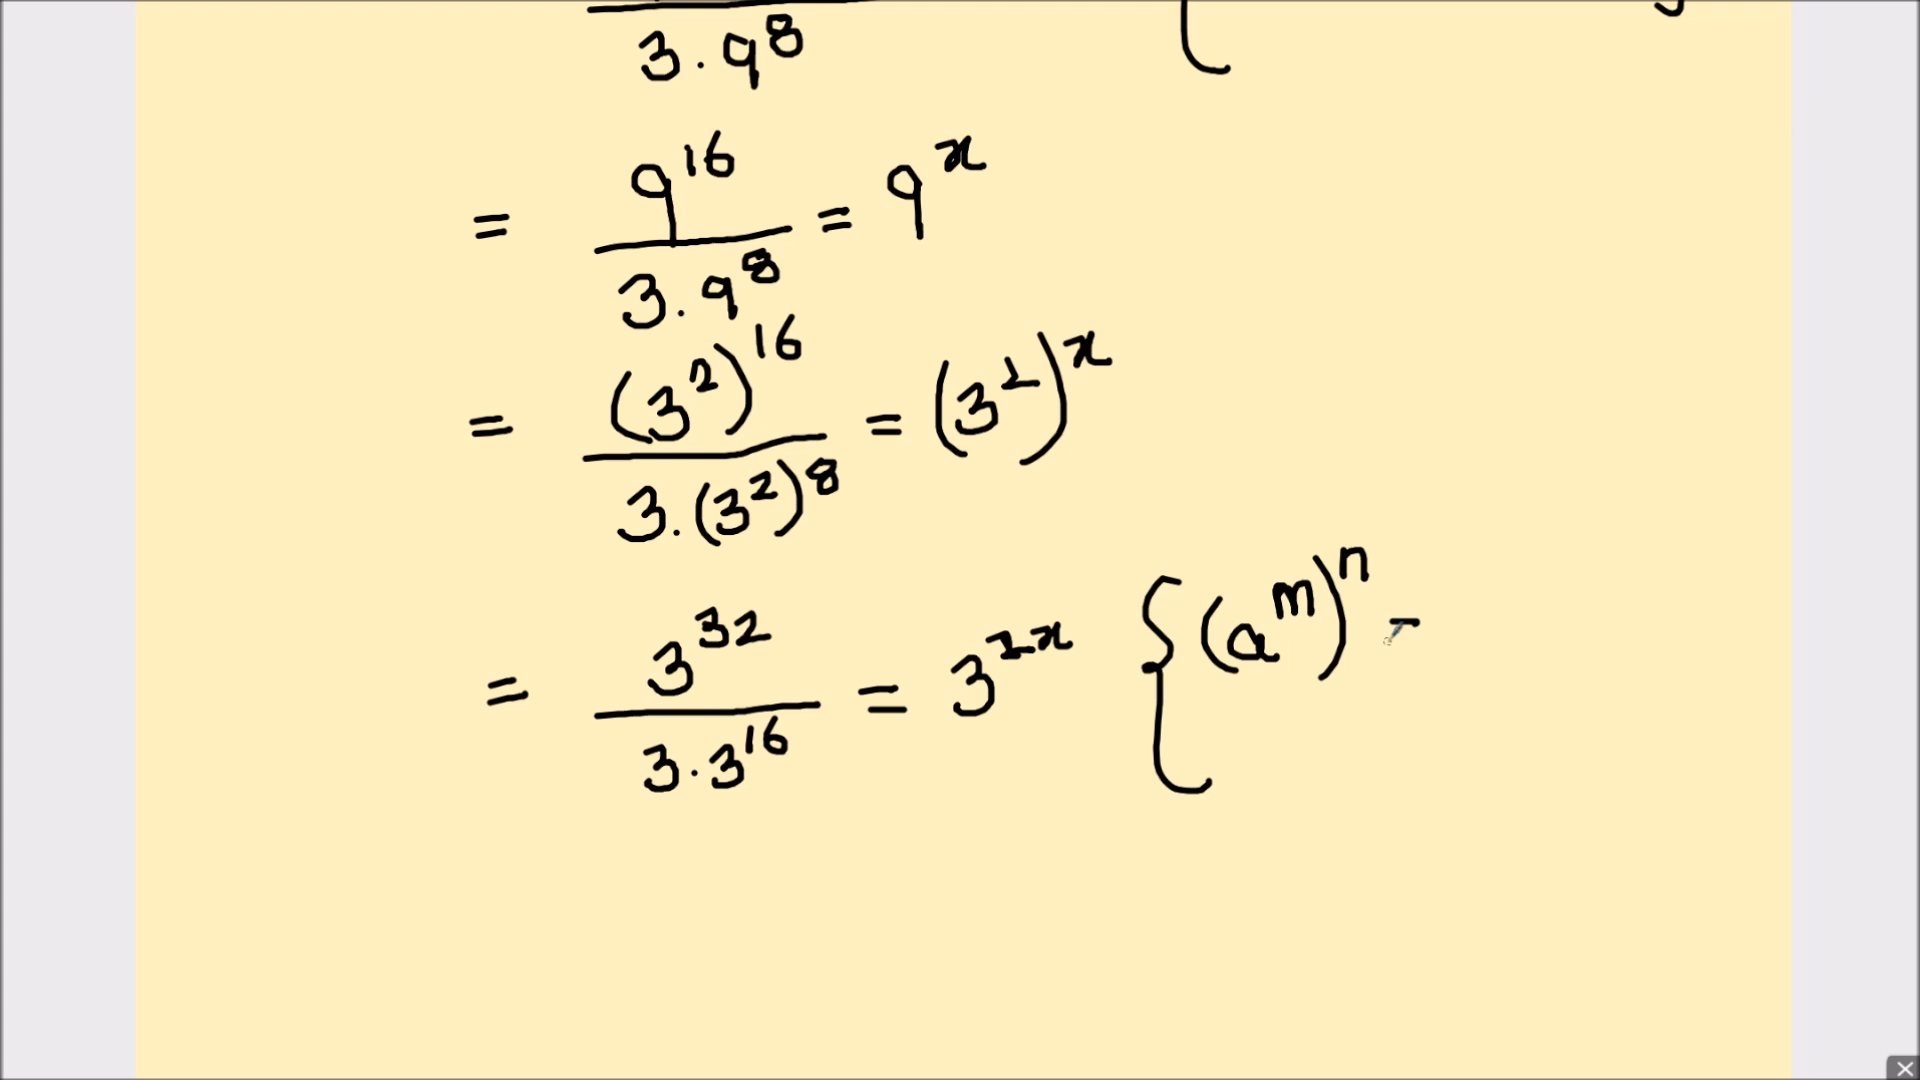 3 . 9^8
= 9^16 / 3 . 9^8 = 9^x
= (3^2)^16 / 3 . (3^2)^8 = (3^2)^x
= 3^32 / 3 . 3^16 = 3^2x { (a^m)^n =